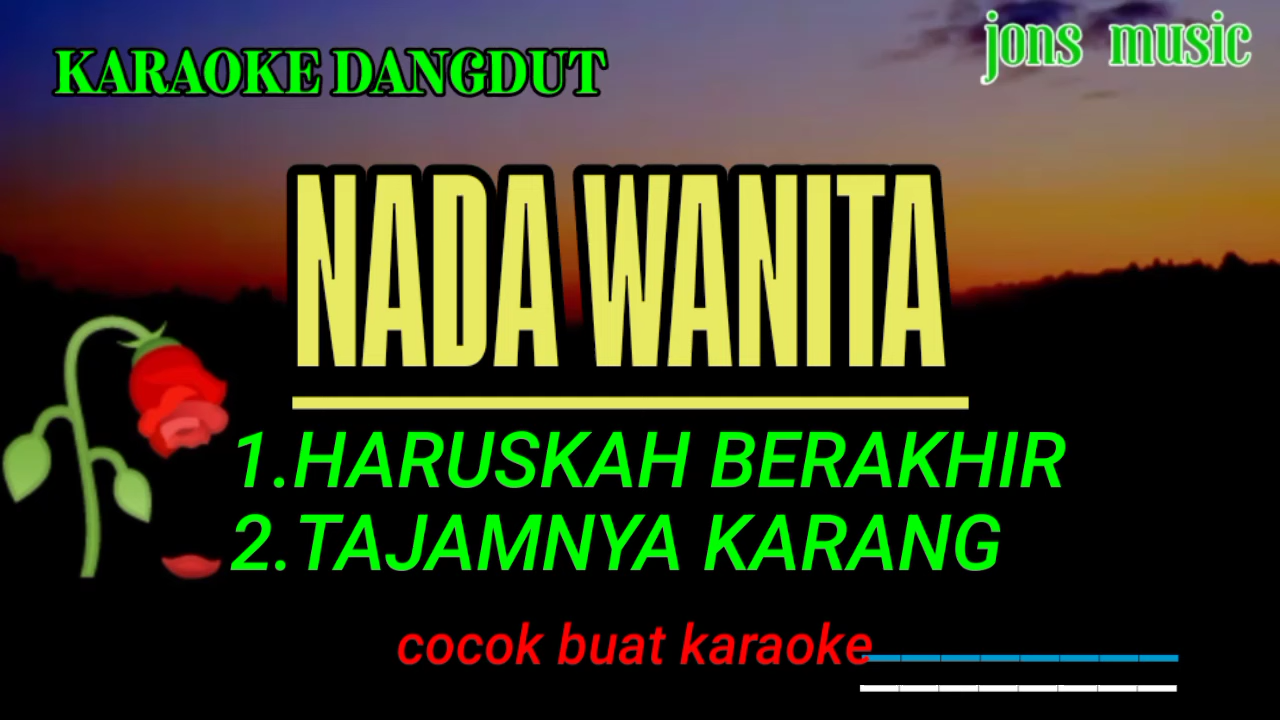 KARAOKE DANGDUT
jons music
NADA WANITA
1.HARUSKAH BERAKHIR
2.TAJAMNYA KARANG
cocok buat karaoke